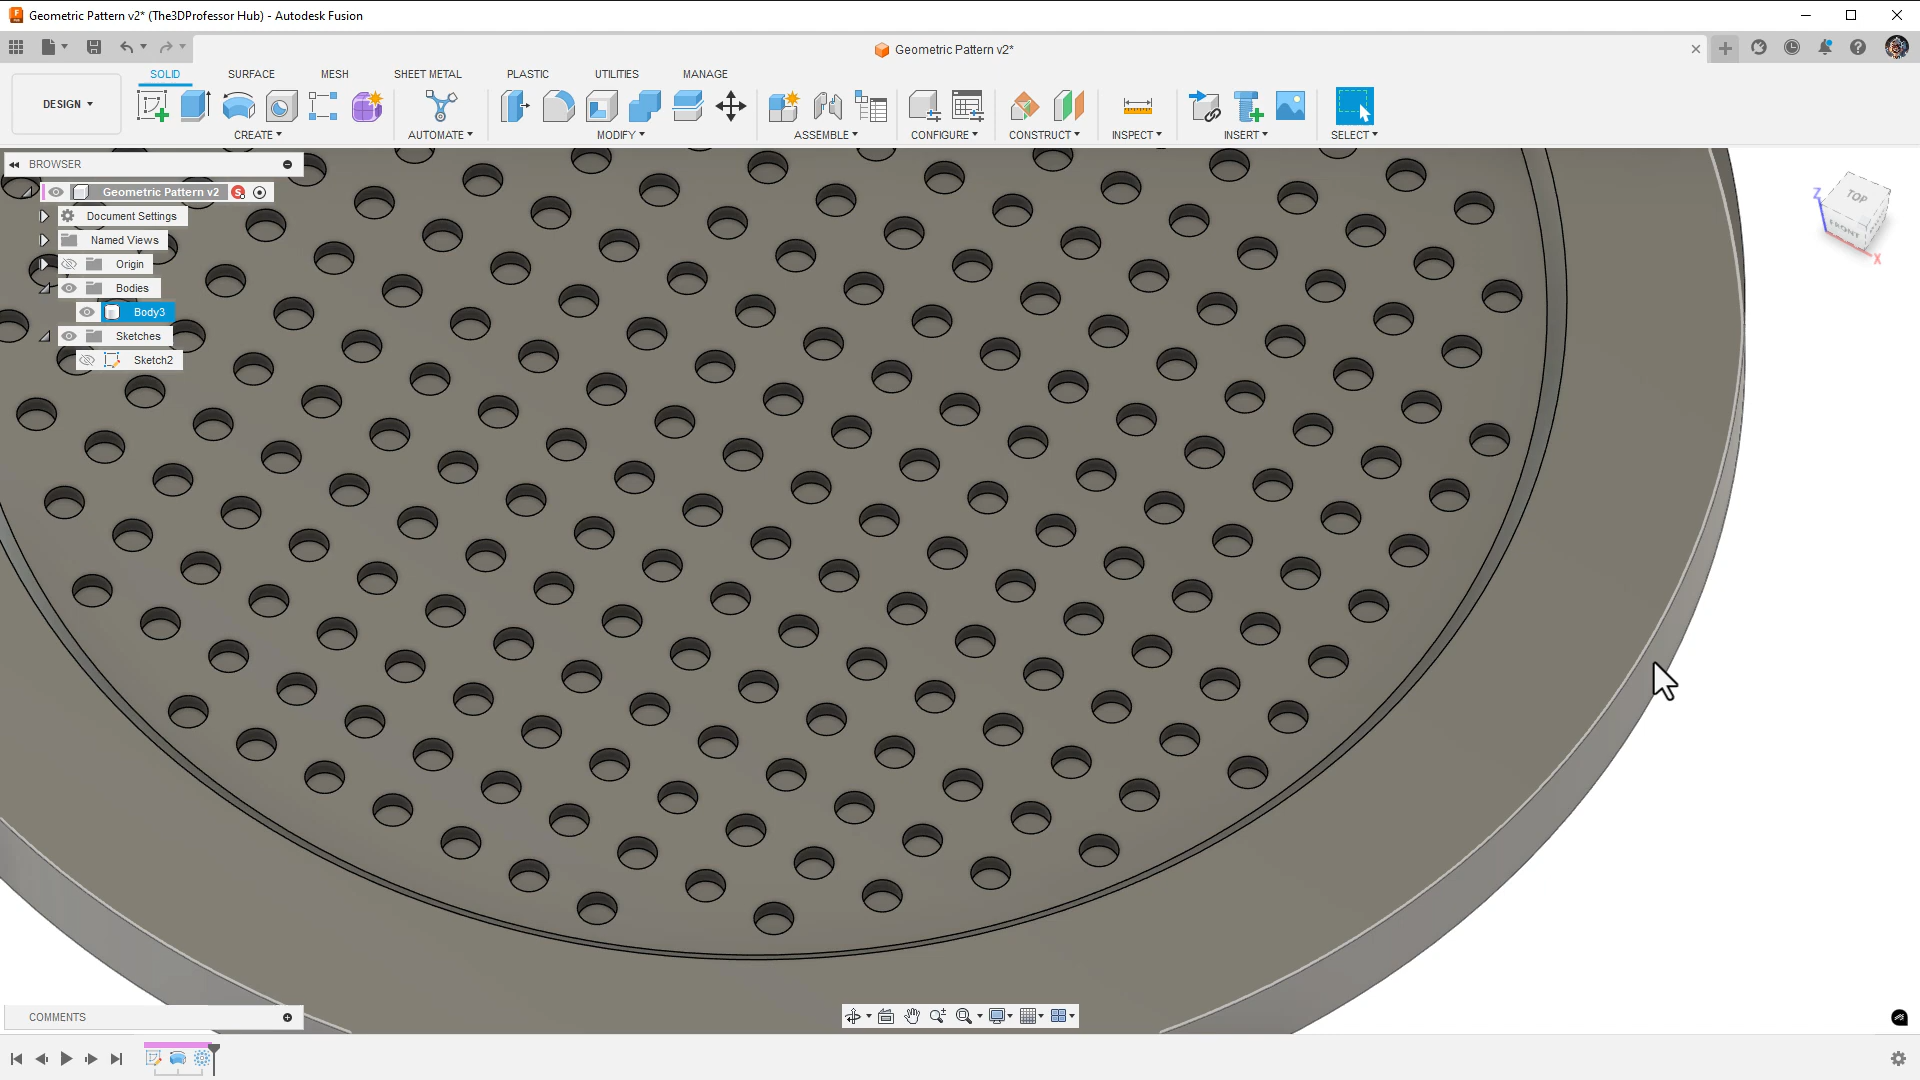 Geometric Pattern v2* (The3DProfessor Hub) - Autodesk Fusion
Geometric Pattern v2*
SOLID SURFACE MESH SHEET METAL PLASTIC UTILITIES MANAGE
DESIGN
CREATE AUTOMATE MODIFY ASSEMBLE CONFIGURE CONSTRUCT INSPECT INSERT SELECT
BROWSER
Geometric Pattern v2 S
Document Settings
Named Views
Origin
Bodies
Body3
Sketches
Sketch2
TOP
Z
FRONT
X
COMMENTS